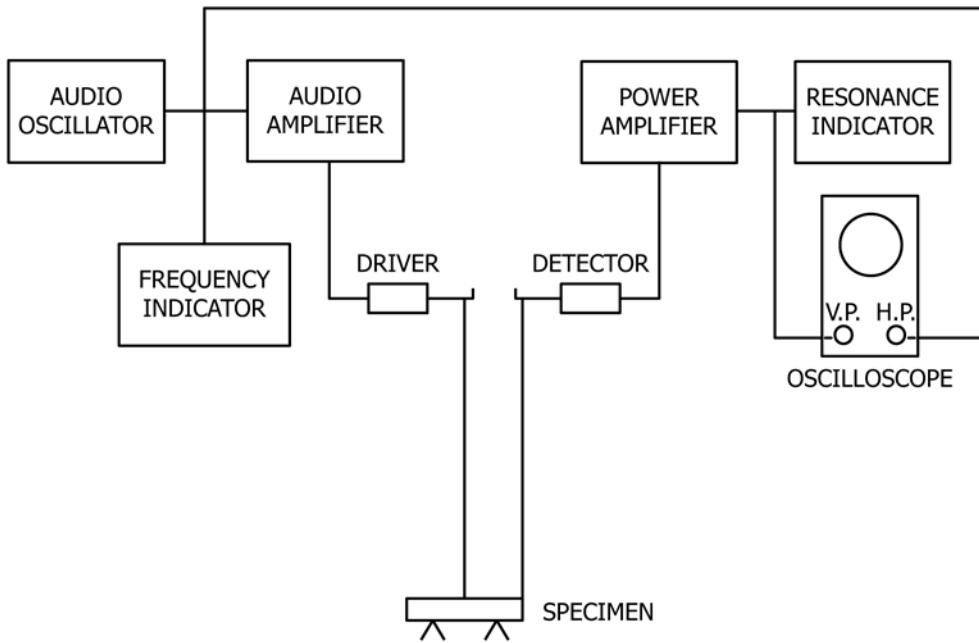 AUDIO
OSCILLATOR
AUDIO
AMPLIFIER
POWER
AMPLIFIER
RESONANCE
INDICATOR
FREQUENCY
INDICATOR
DRIVER
DETECTOR
V.P.
H.P.
OSCILLOSCOPE
SPECIMEN